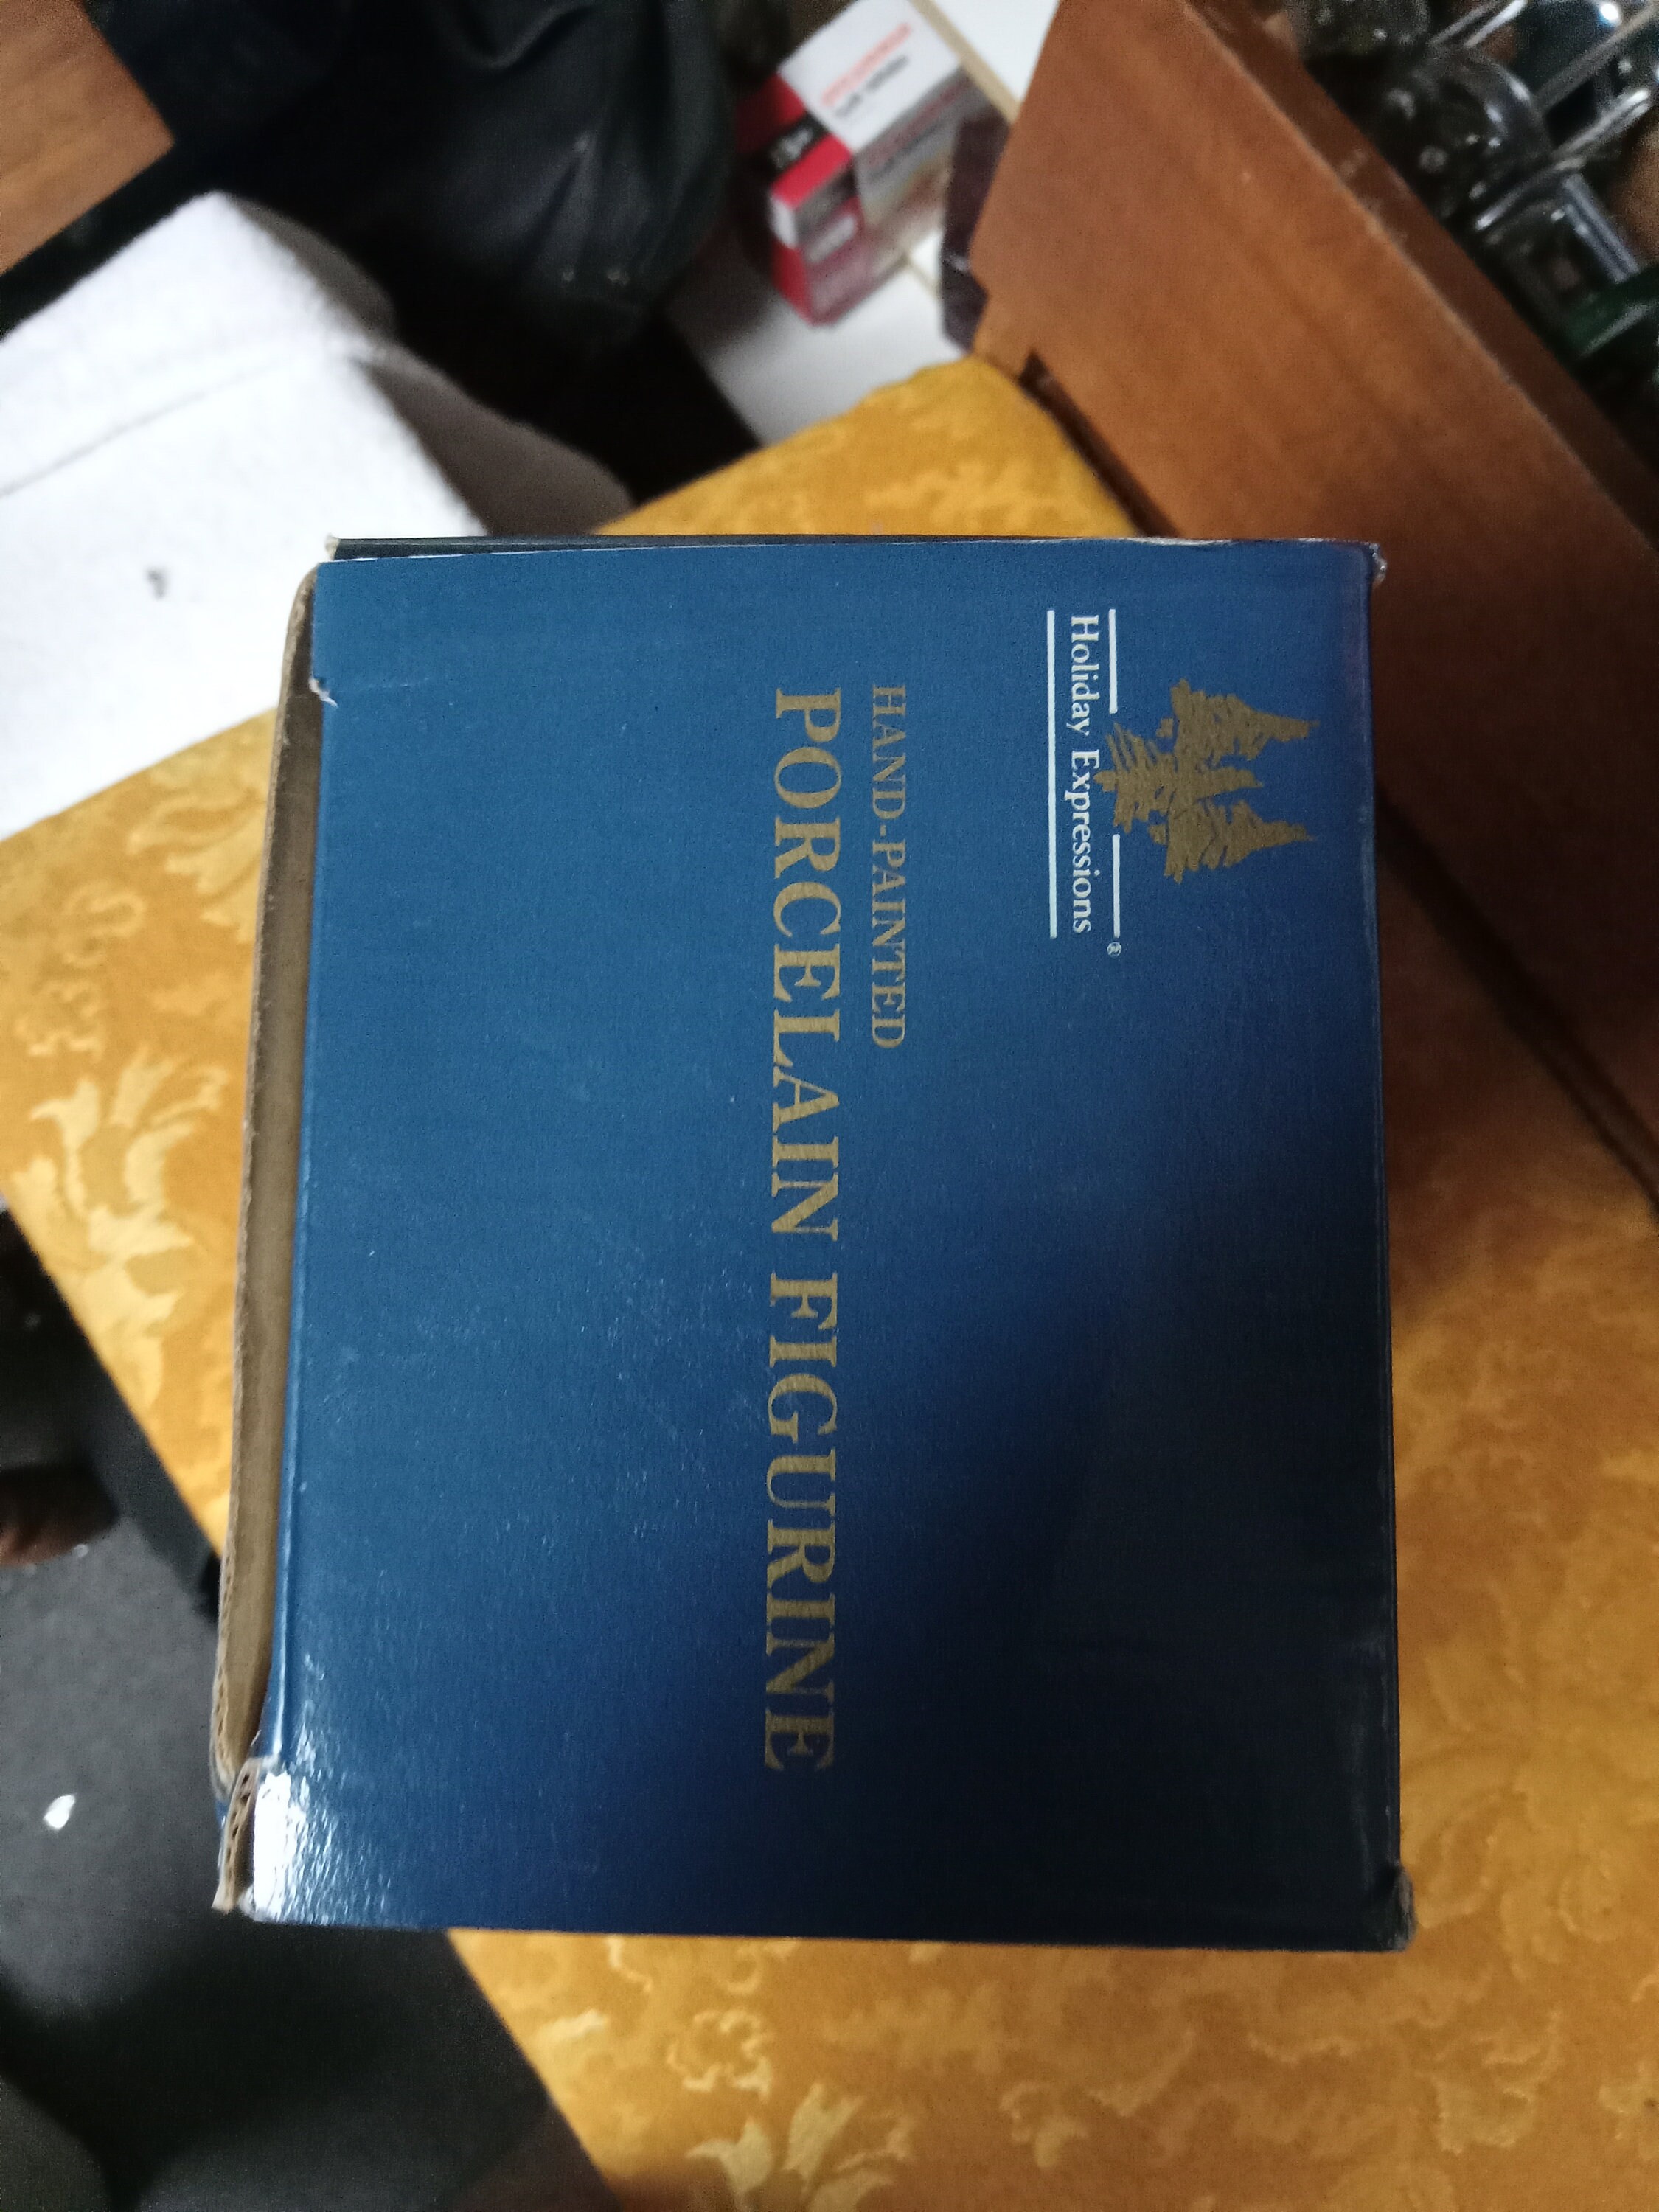 Holiday Expressions®
HAND-PAINTED
PORCELAIN FIGURINE